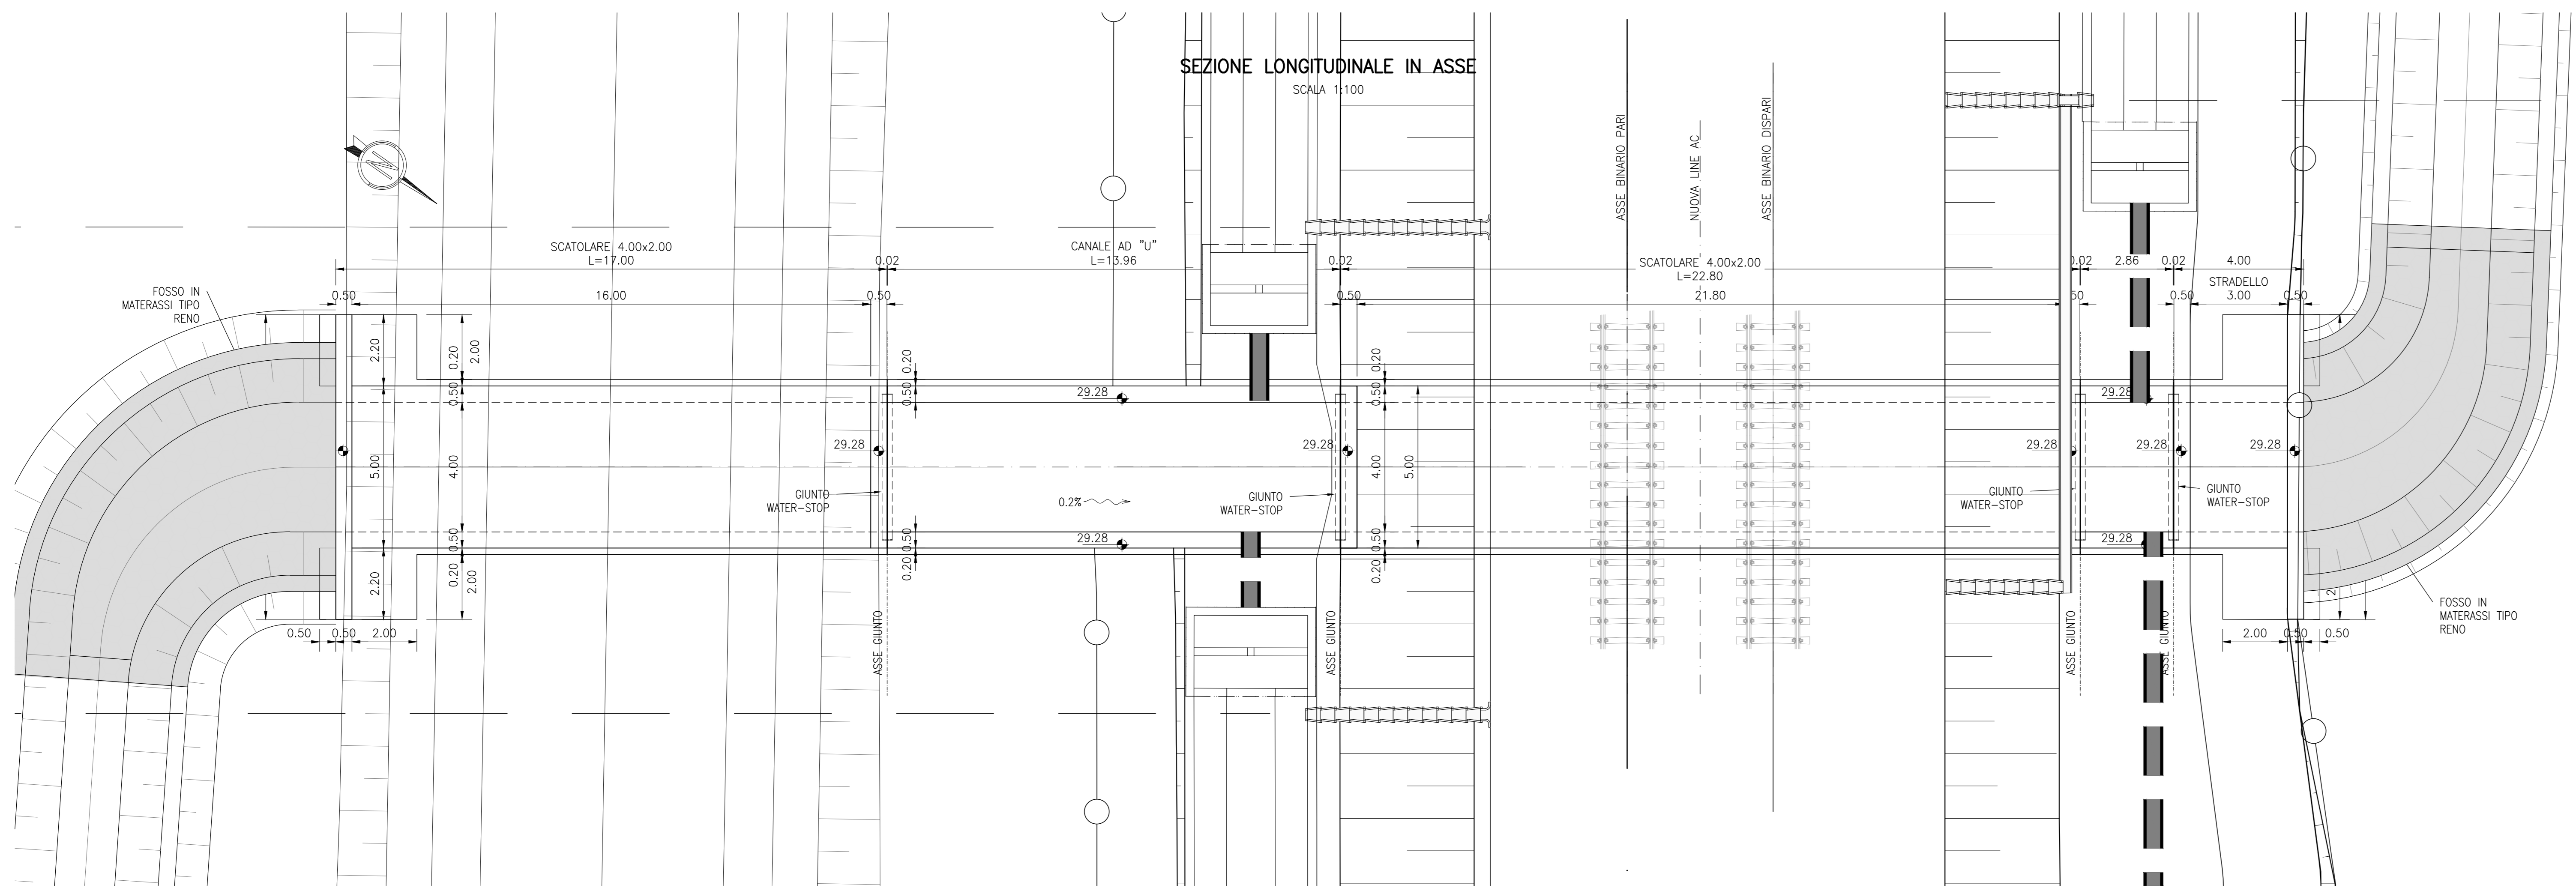 SEZIONE LONGITUDINALE IN ASSE
SCALA 1:100
ASSE BINARIO PARI
NUOVA LINE AC
ASSE BINARIO DISPARI
N
SCATOLARE 4.00x2.00
L=17.00
0.02
CANALE AD "U"
L=13.96
0.02
SCATOLARE 4.00x2.00
L=22.80
0.02
2.86
0.02
4.00
STRADELLO
0.50
16.00
0.50
0.50
21.80
0.50
3.00
0.50
FOSSO IN
MATERASSI TIPO
RENO
2.20
0.20
2.00
0.20
0.20
0.50
0.50
0.50
29.28
29.28
29.28
29.28
29.28
29.28
29.28
5.00
4.00
4.00
5.00
GIUNTO
WATER-STOP
0.2%
GIUNTO
WATER-STOP
GIUNTO
WATER-STOP
GIUNTO
WATER-STOP
0.50
0.50
0.50
29.28
29.28
2.20
0.20
2.00
0.20
0.20
0.50
0.50
2.00
ASSE GIUNTO
ASSE GIUNTO
ASSE GIUNTO
ASSE GIUNTO
2.00
0.50
0.50
FOSSO IN
MATERASSI TIPO
RENO